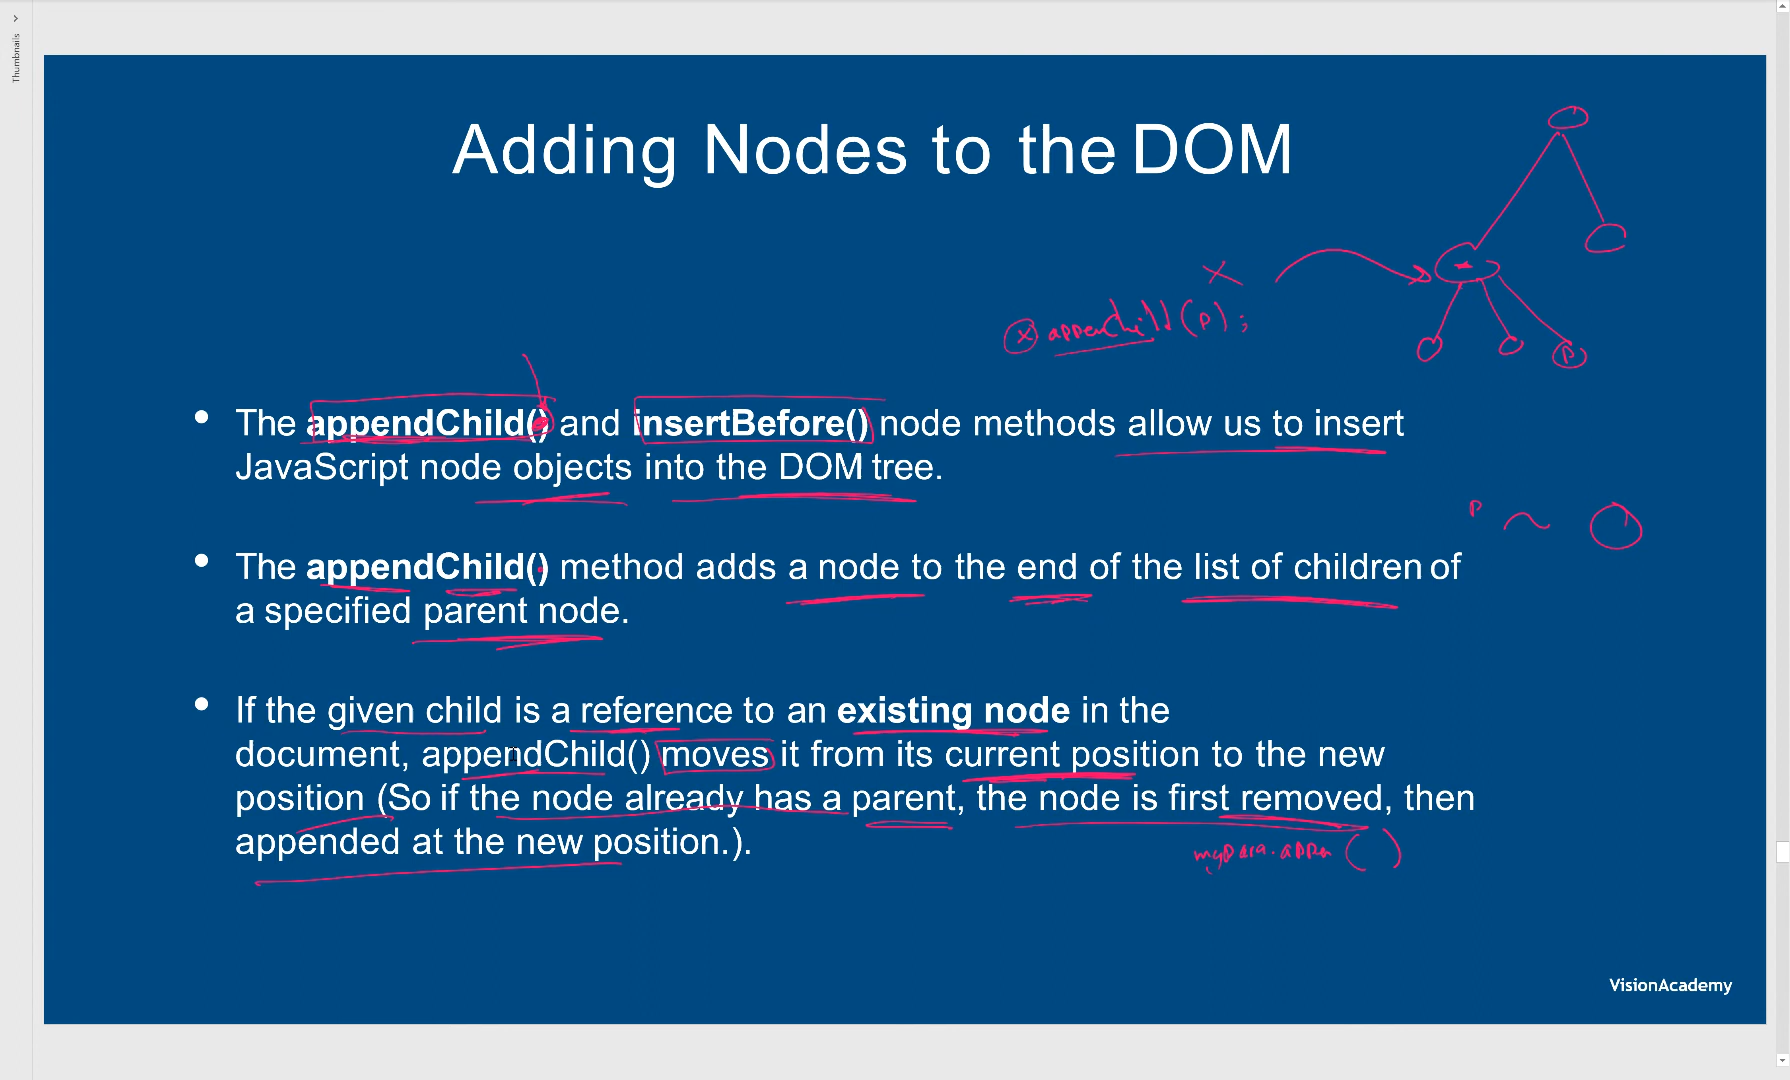 Thumbnails
Adding Nodes to the DOM
x
x appenChild(P);
P
• The appendChild() and insertBefore() node methods allow us to insert
JavaScript node objects into the DOM tree.
P
• The appendChild() method adds a node to the end of the list of children of
a specified parent node.
• If the given child is a reference to an existing node in the
document, appendChild() moves it from its current position to the new
position (So if the node already has a parent, the node is first removed, then
appended at the new position.).
mypara.appen ( )
VisionAcademy